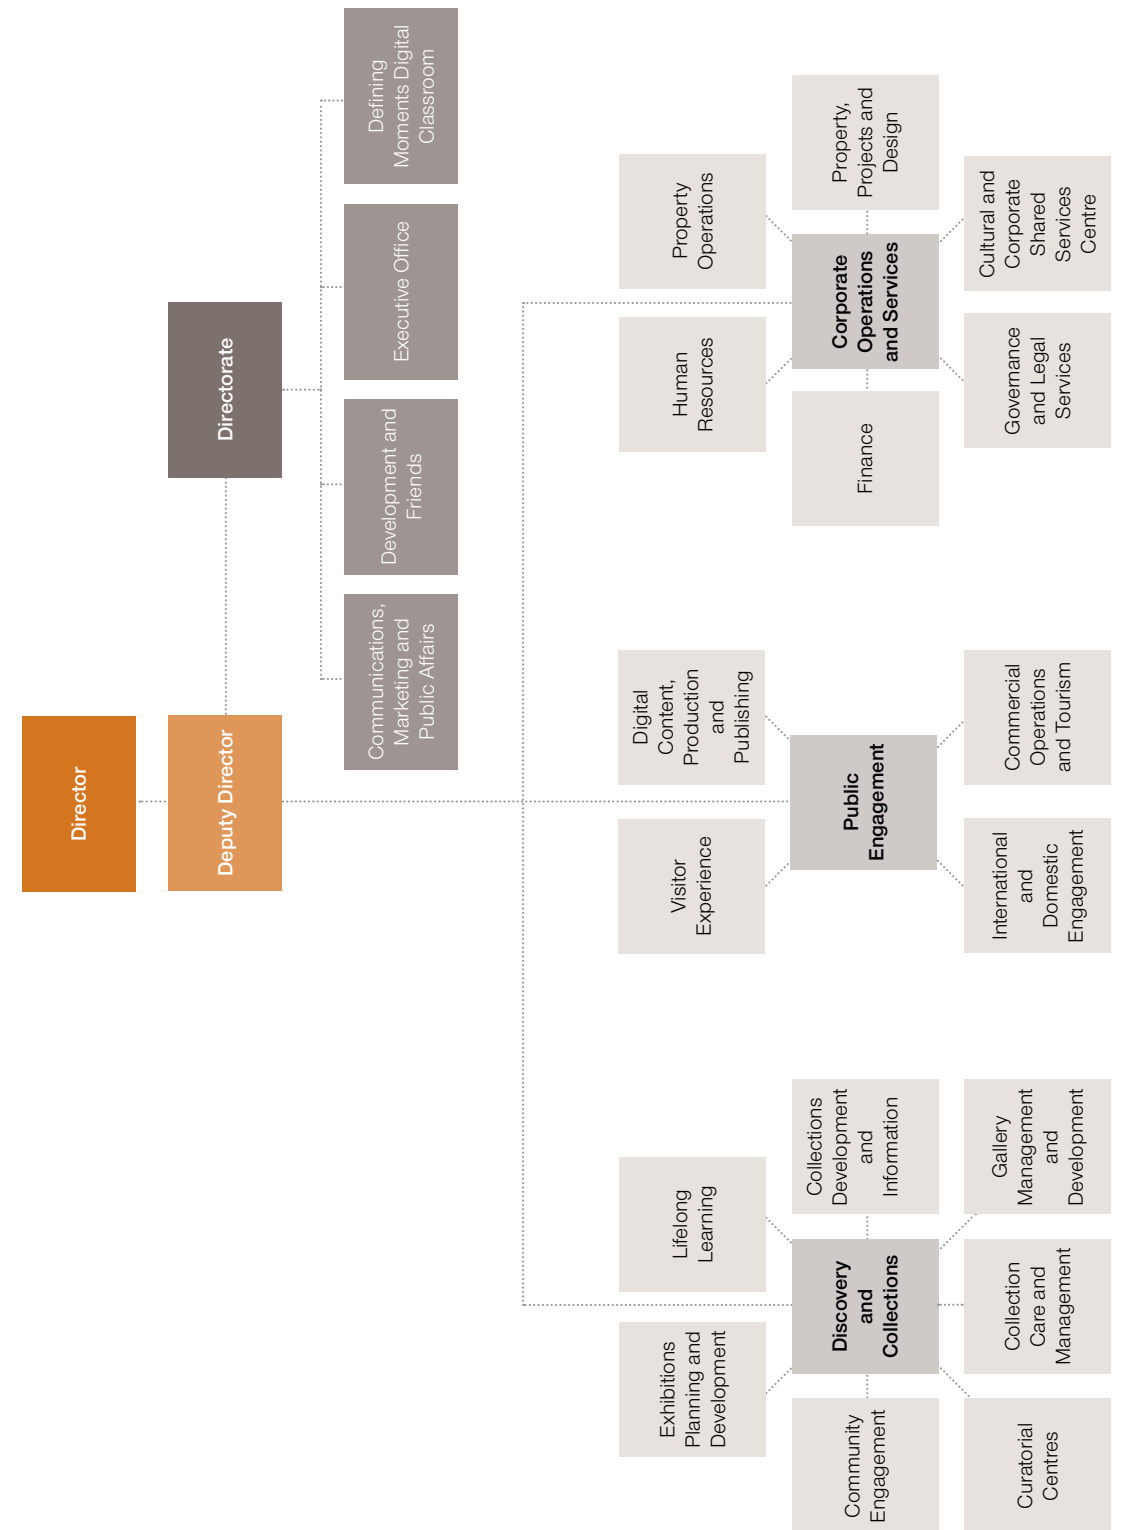 Director
Deputy Director
Directorate
Communications,
Marketing and
Public Affairs
Development and
Friends
Executive Office
Defining
Moments Digital
Classroom
Discovery
and
Collections
Exhibitions
Planning and
Development
Lifelong
Learning
Community
Engagement
Collections
Development
and
Information
Curatorial
Centres
Collection
Care and
Management
Gallery
Management
and
Development
Public
Engagement
Visitor
Experience
Digital
Content,
Production
and
Publishing
International
and
Domestic
Engagement
Commercial
Operations
and Tourism
Corporate
Operations
and Services
Human
Resources
Property
Operations
Finance
Property,
Projects and
Design
Governance
and Legal
Services
Cultural and
Corporate
Shared
Services
Centre